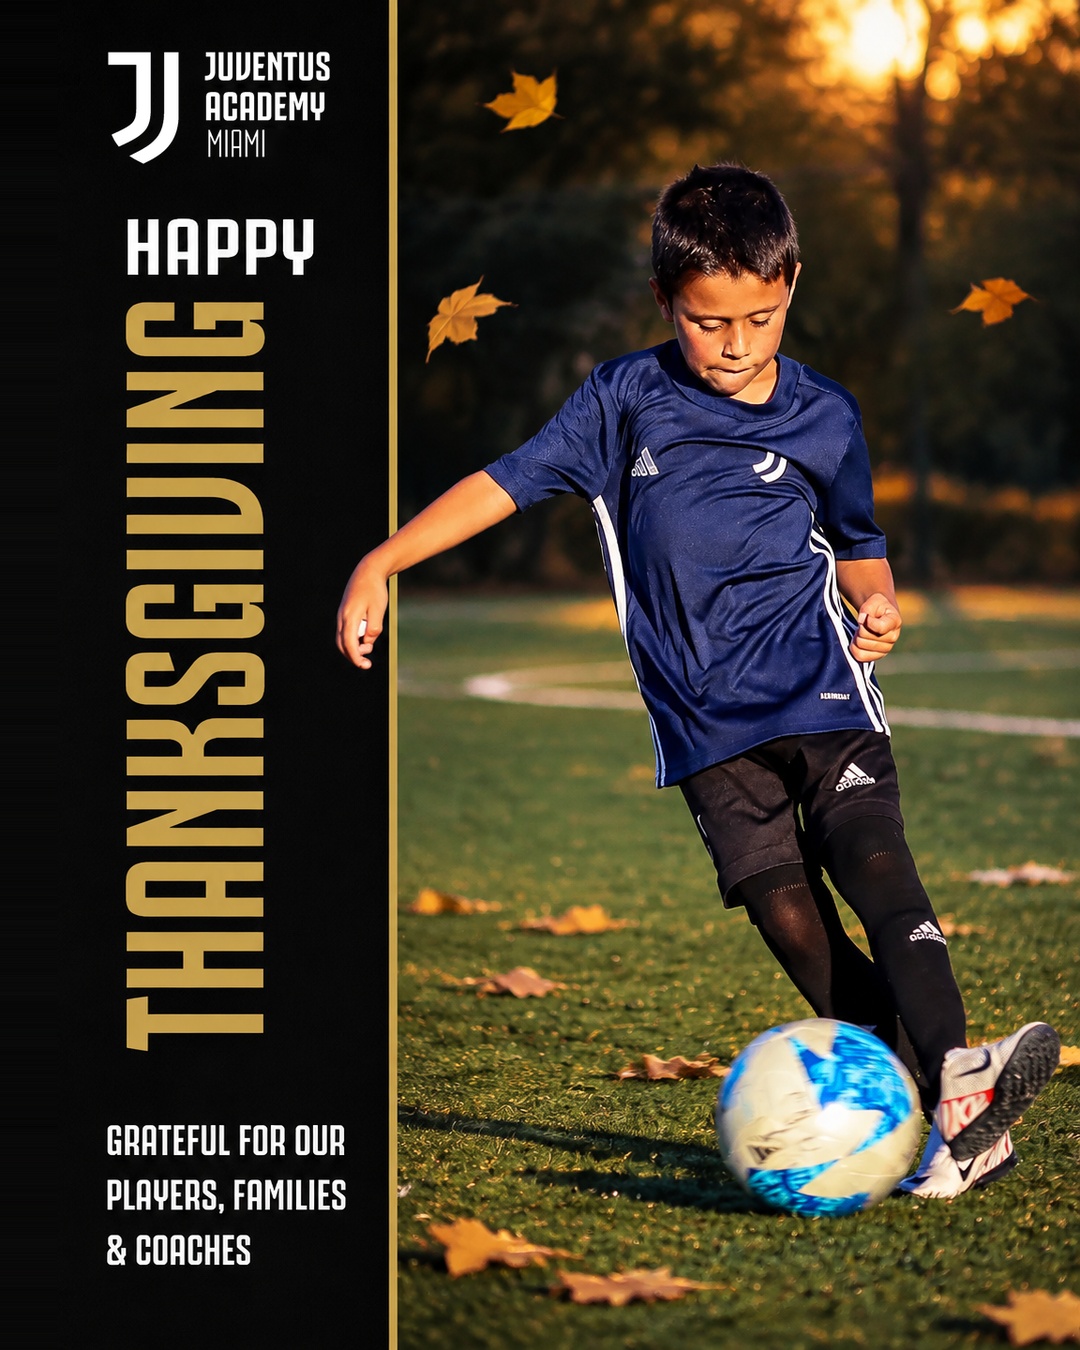 JUVENTUS
ACADEMY
MIAMI
HAPPY
THANKSGIVING
GRATEFUL FOR OUR
PLAYERS, FAMILIES
& COACHES
adidas
adidas